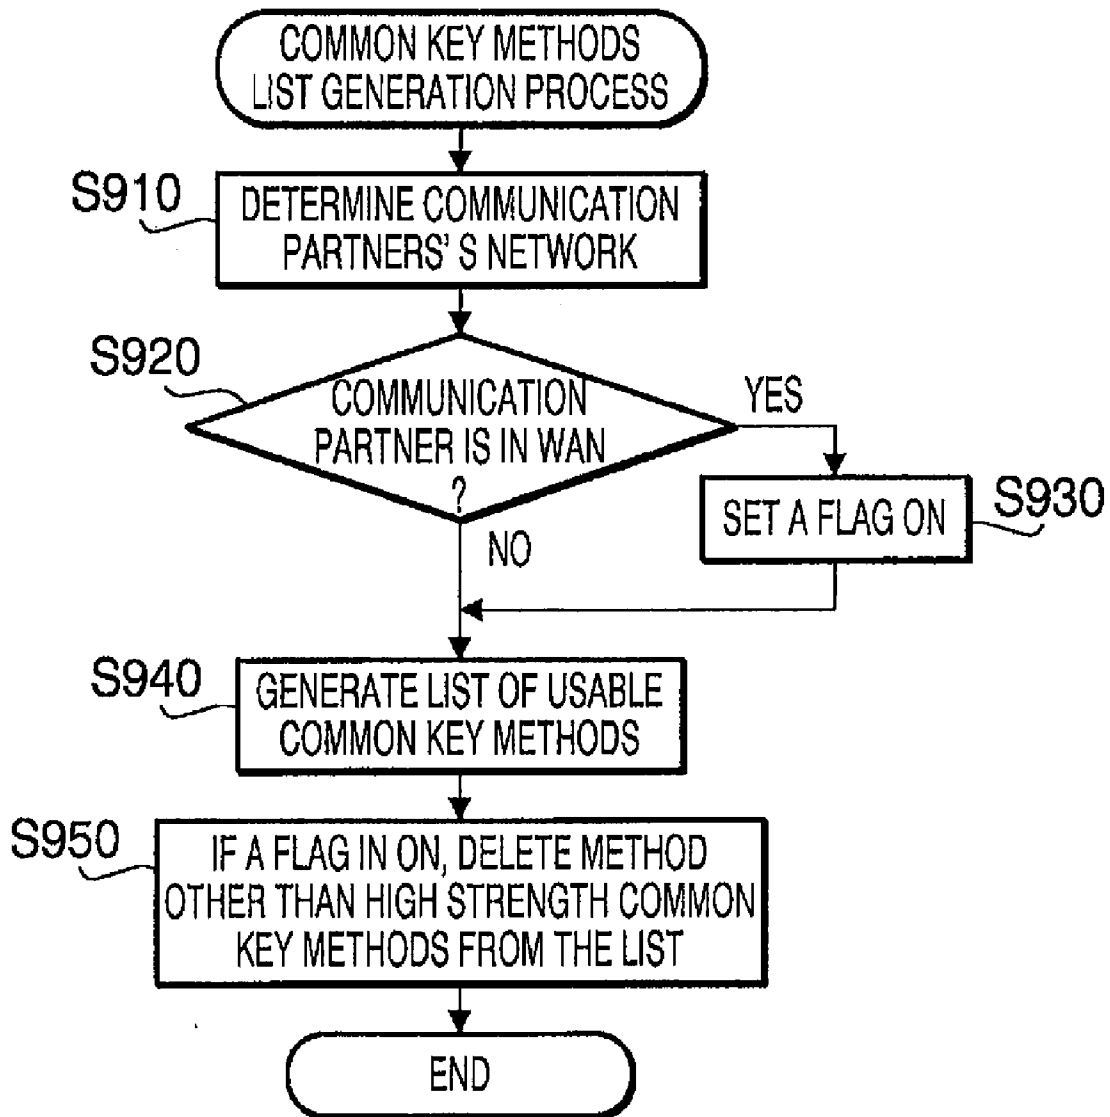 COMMON KEY METHODS
LIST GENERATION PROCESS
S910
DETERMINE COMMUNICATION
PARTNERS' S NETWORK
S920
COMMUNICATION
PARTNER IS IN WAN
?
YES
NO
SET A FLAG ON
S930
S940
GENERATE LIST OF USABLE
COMMON KEY METHODS
S950
IF A FLAG IN ON, DELETE METHOD
OTHER THAN HIGH STRENGTH COMMON
KEY METHODS FROM THE LIST
END